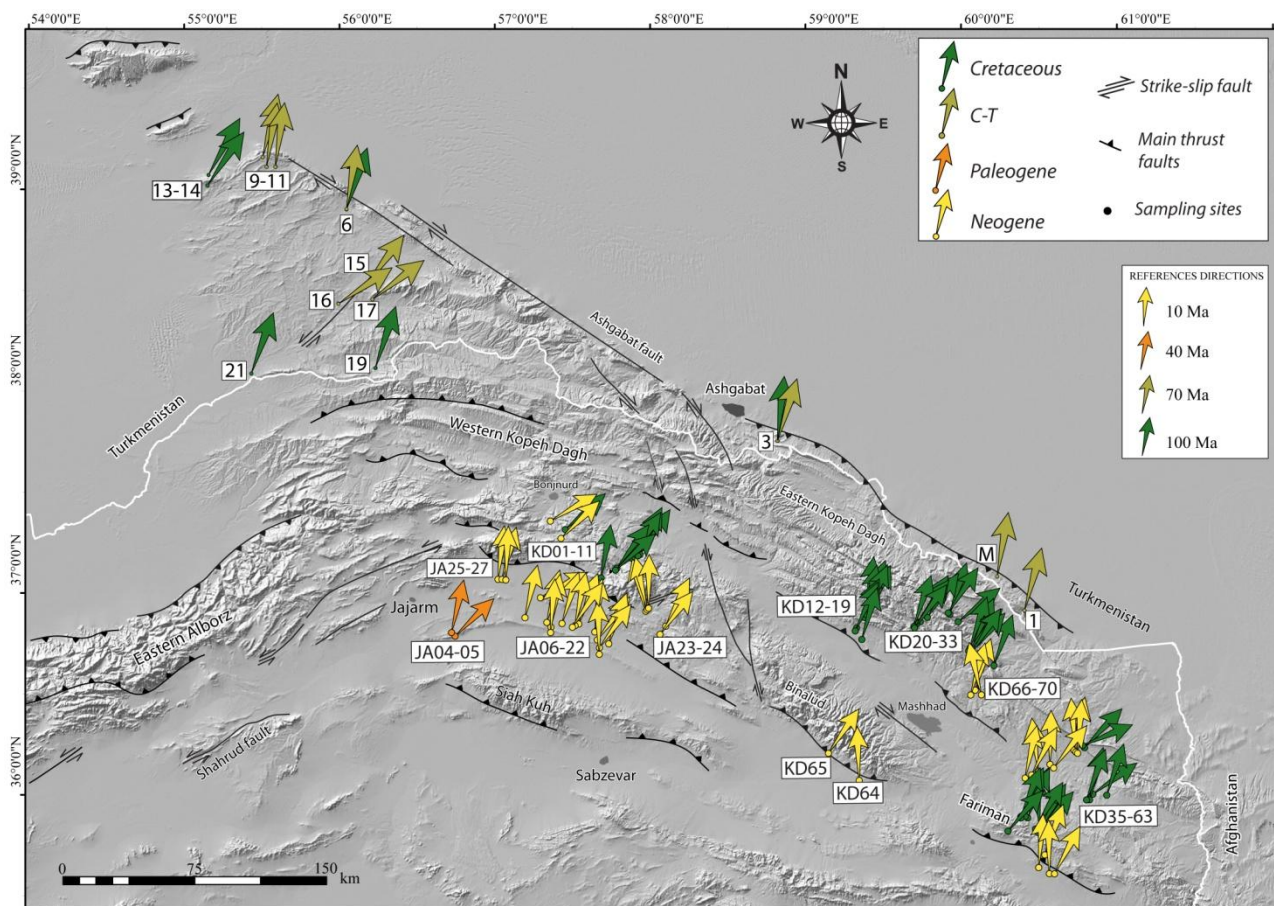 54°0'0"E
55°0'0"E
56°0'0"E
57°0'0"E
58°0'0"E
59°0'0"E
60°0'0"E
61°0'0"E
39°0'0"N
38°0'0"N
37°0'0"N
36°0'0"N
N
W
E
S
Cretaceous
C-T
Paleogene
Neogene
Strike-slip fault
Main thrust
faults
Sampling sites
REFERENCES DIRECTIONS
10 Ma
40 Ma
70 Ma
100 Ma
13-14
9-11
6
15
16
17
21
19
Ashgabat fault
Ashgabat
3
Turkmenistan
Western Kopeh Dagh
Bonjnurd
Eastern Kopeh Dagh
KD01-11
M
JA25-27
Turkmenistan
Jajarm
KD12-19
1
KD20-33
Eastern Alborz
JA04-05
JA06-22
JA23-24
KD66-70
Siah Kuh
Binalud
Mashhad
Shahrud fault
KD65
Sabzevar
KD64
Fariman
KD35-63
Afghanistan
0
75
150
km